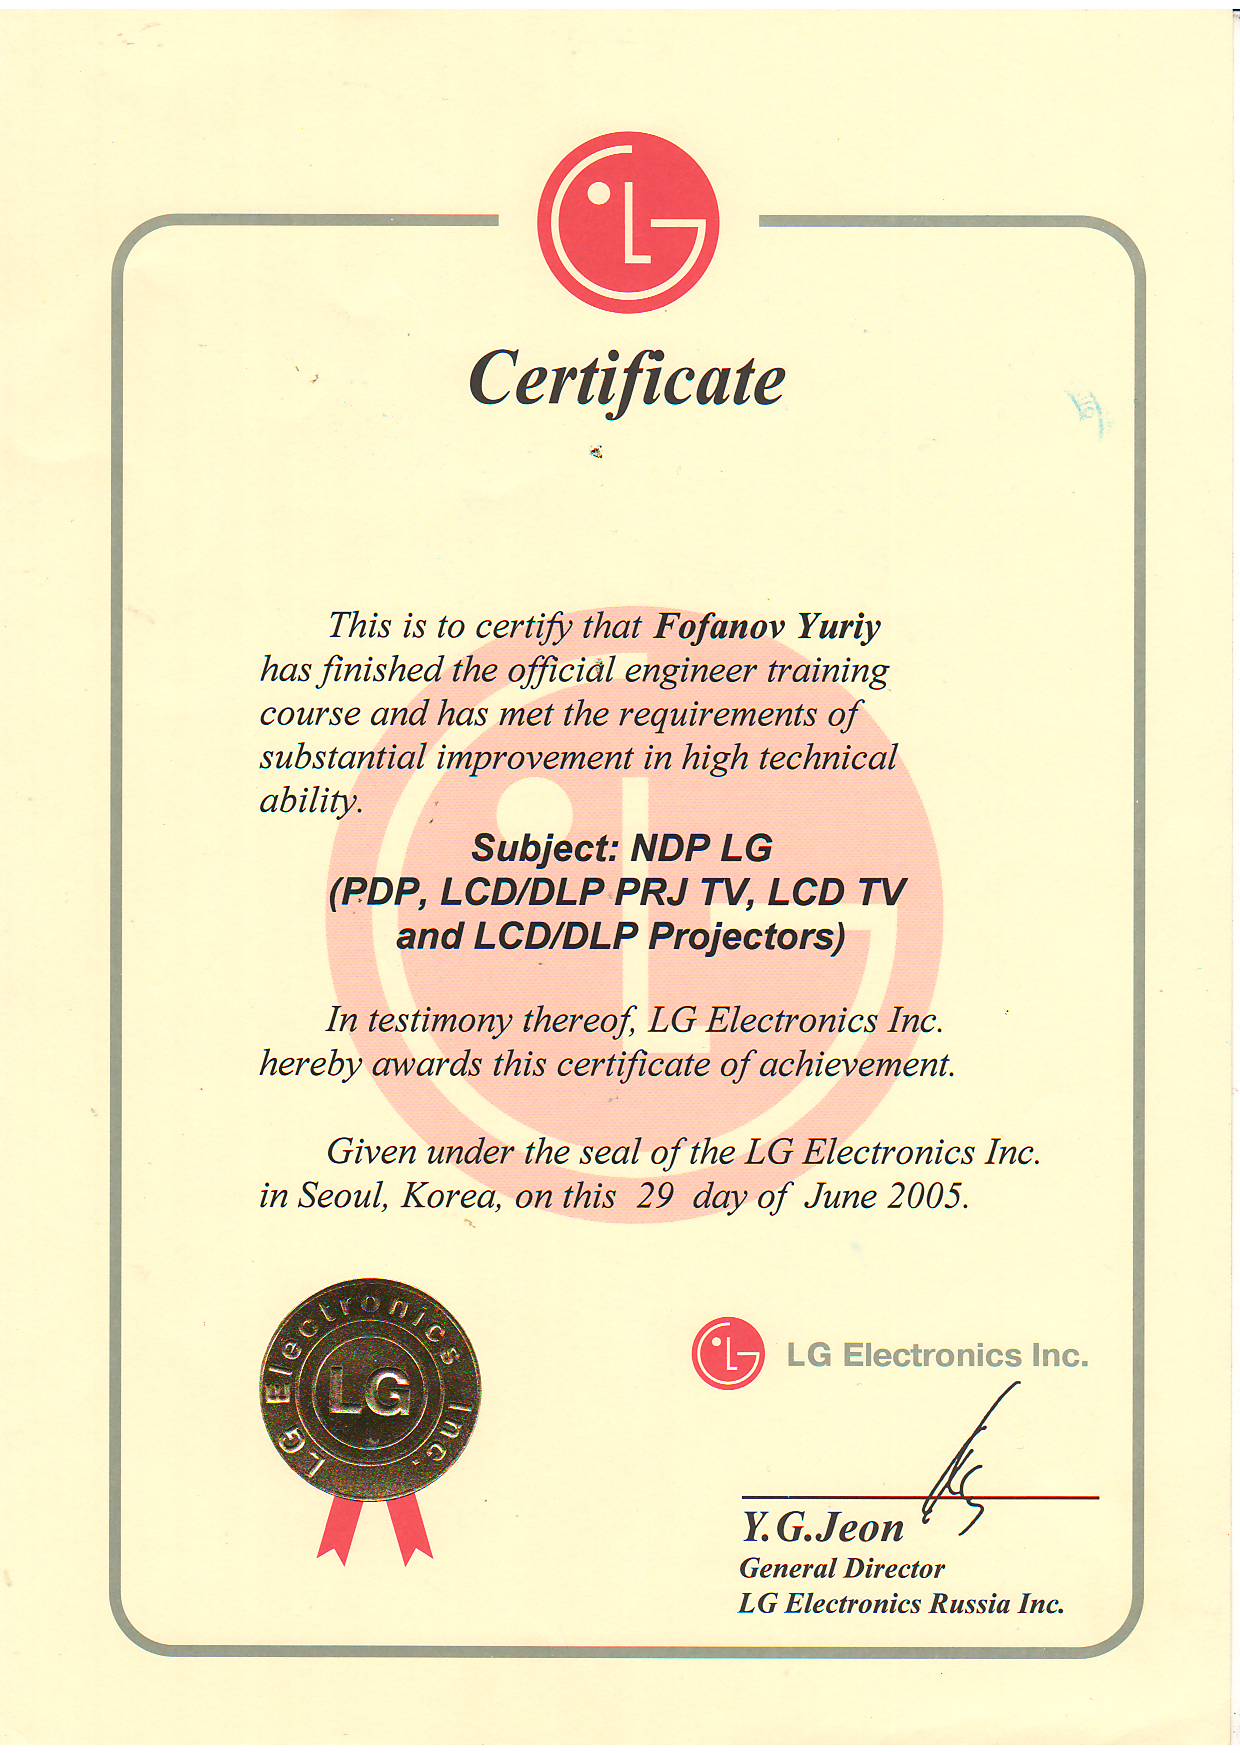 LG
Certificate
This is to certify that Fofanov Yuriy
has finished the official engineer training
course and has met the requirements of
substantial improvement in high technical
ability.
Subject: NDP LG
(PDP, LCD/DLP PRJ TV, LCD TV
and LCD/DLP Projectors)
In testimony thereof, LG Electronics Inc.
hereby awards this certificate of achievement.
Given under the seal of the LG Electronics Inc.
in Seoul, Korea, on this 29 day of June 2005.
LG Electronics Inc.
LG
LG Electronics Inc.
Y.G.Jeon
General Director
LG Electronics Russia Inc.